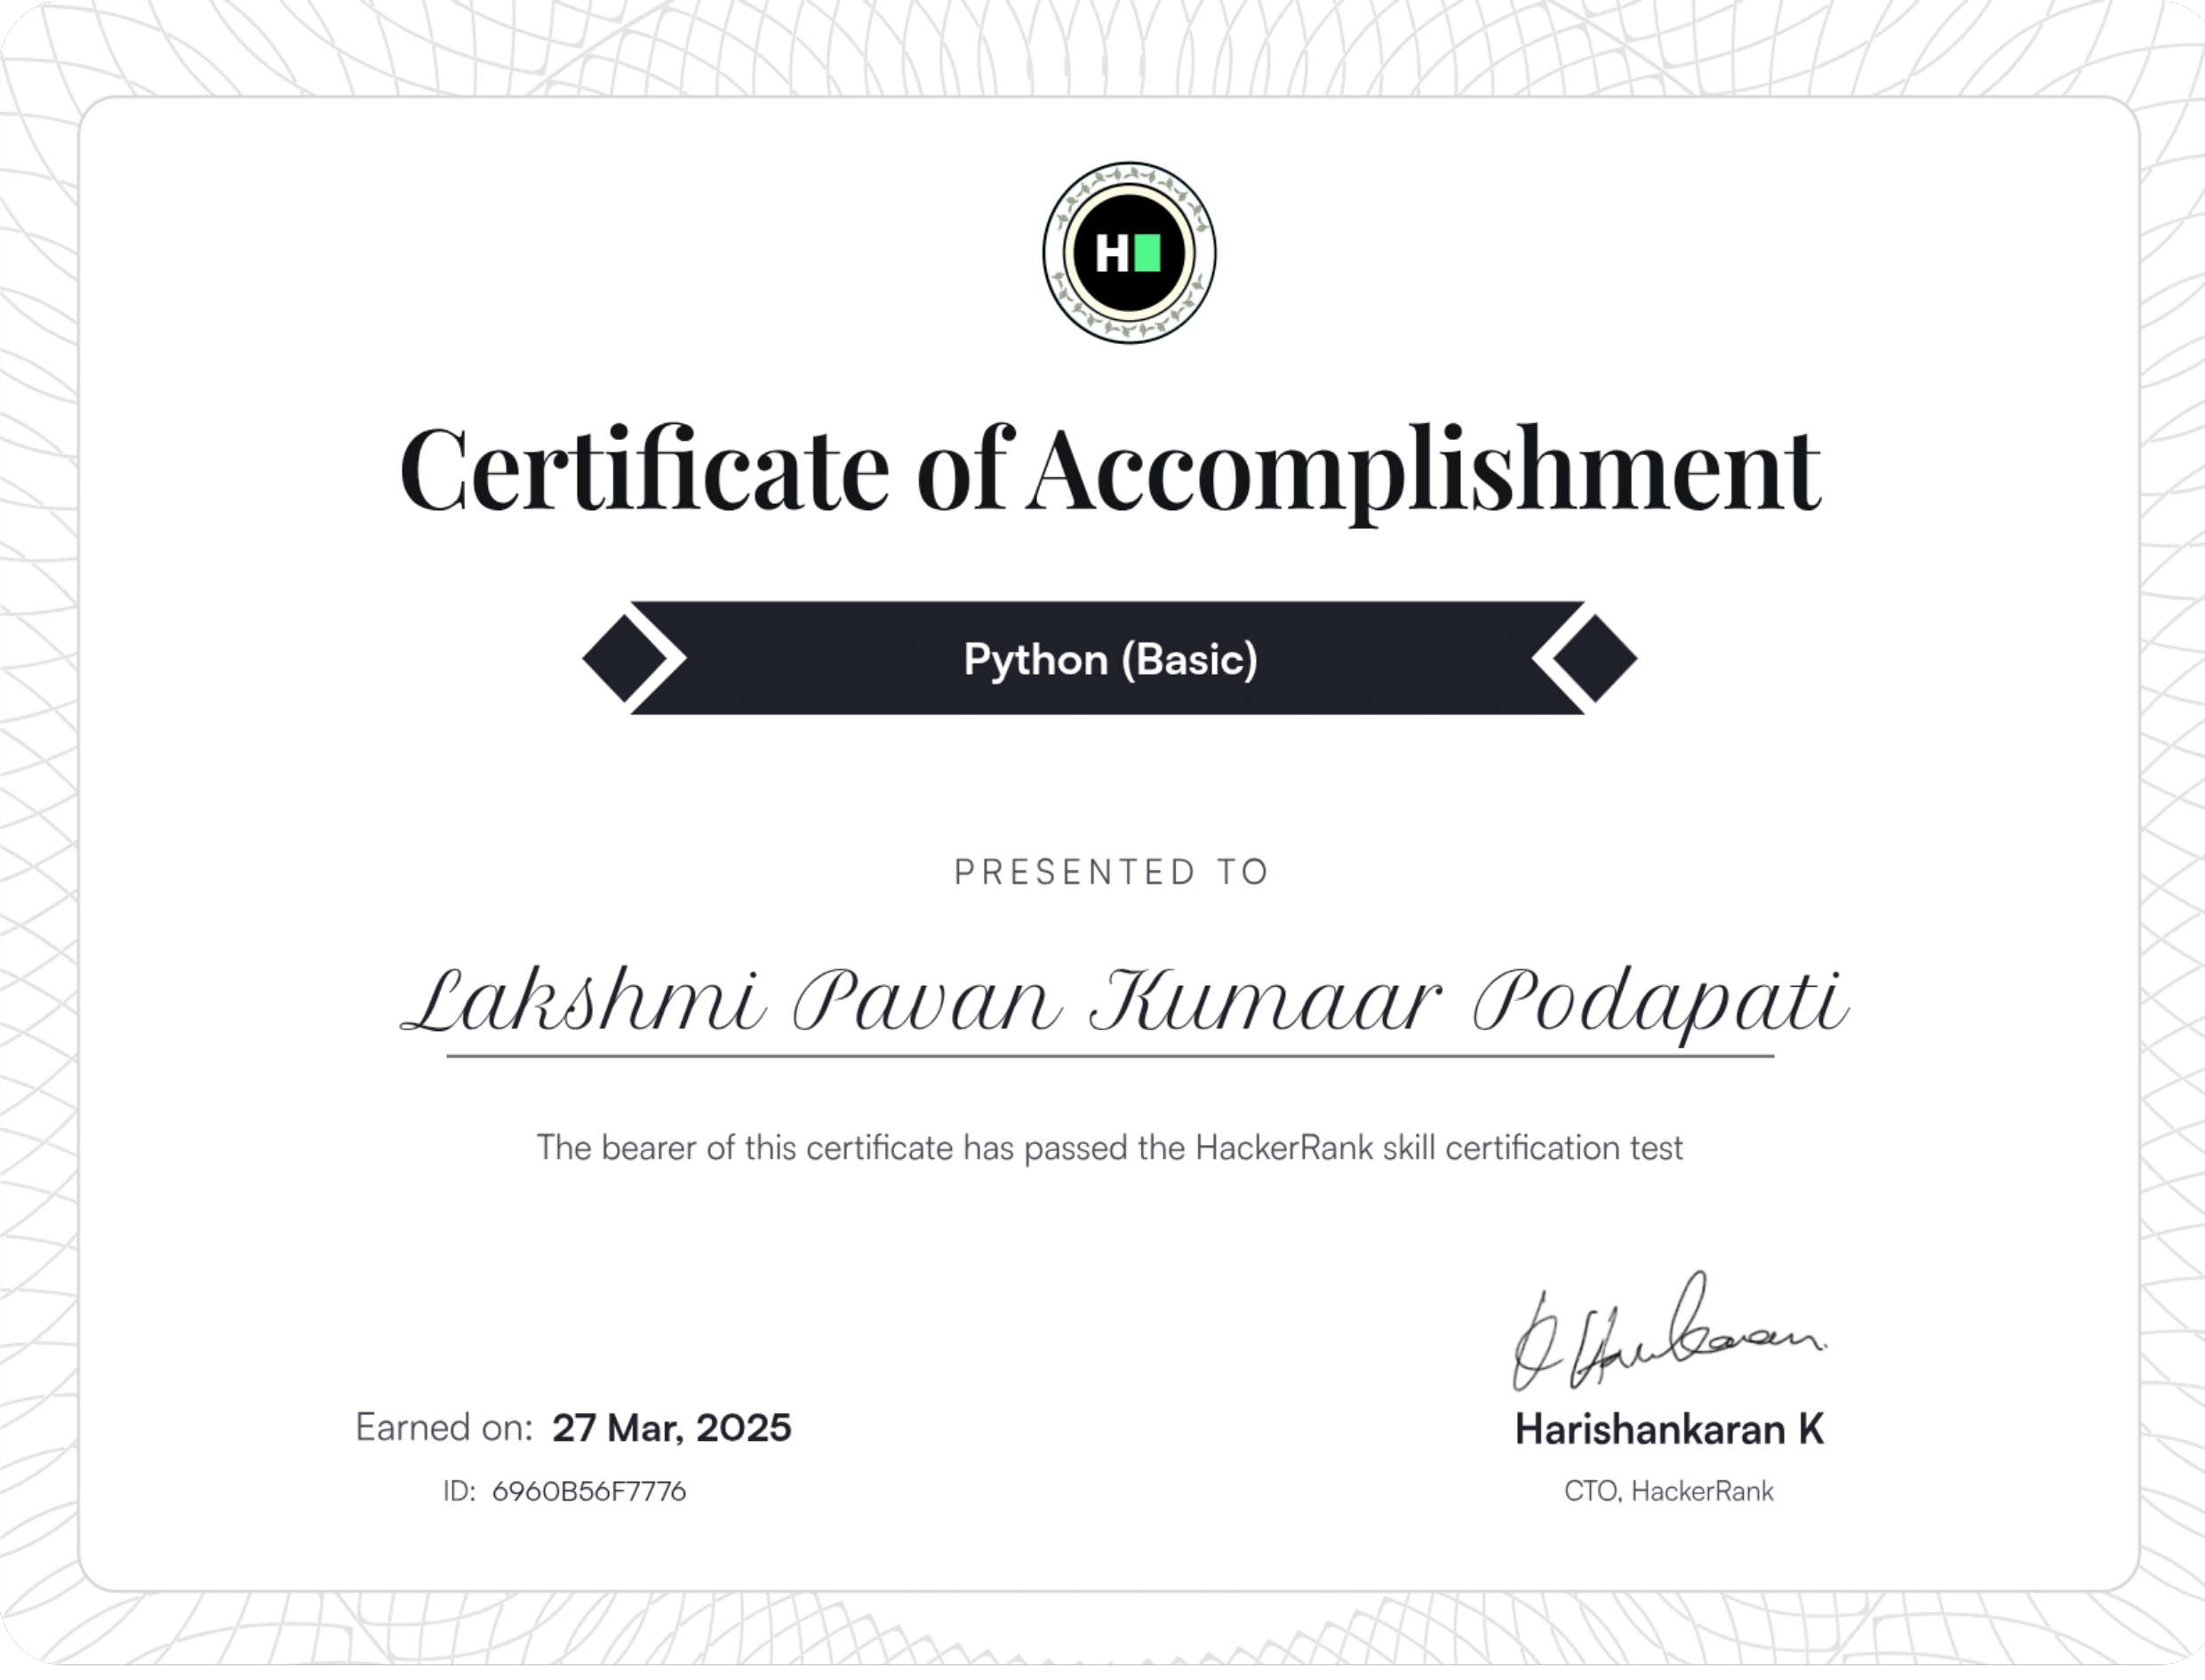 H
Certificate of Accomplishment
Python (Basic)
PRESENTED TO
Lakshmi Pavan Kumaar Podapati
The bearer of this certificate has passed the HackerRank skill certification test
Earned on: 27 Mar, 2025
ID: 6960B56F7776
Harishankaran K
CTO, HackerRank